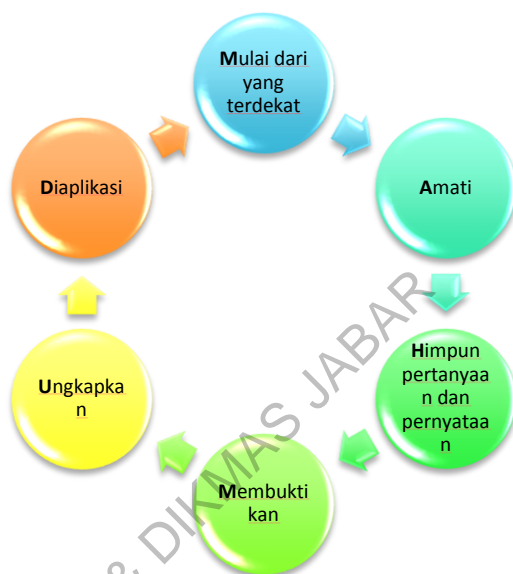 Mulai dari
yang
terdekat
Amati
Himpun
pertanyaa
n dan
pernyataa
n
Membukti
kan
Ungkapka
n
Diaplikasi
& DIKMAS JABAR